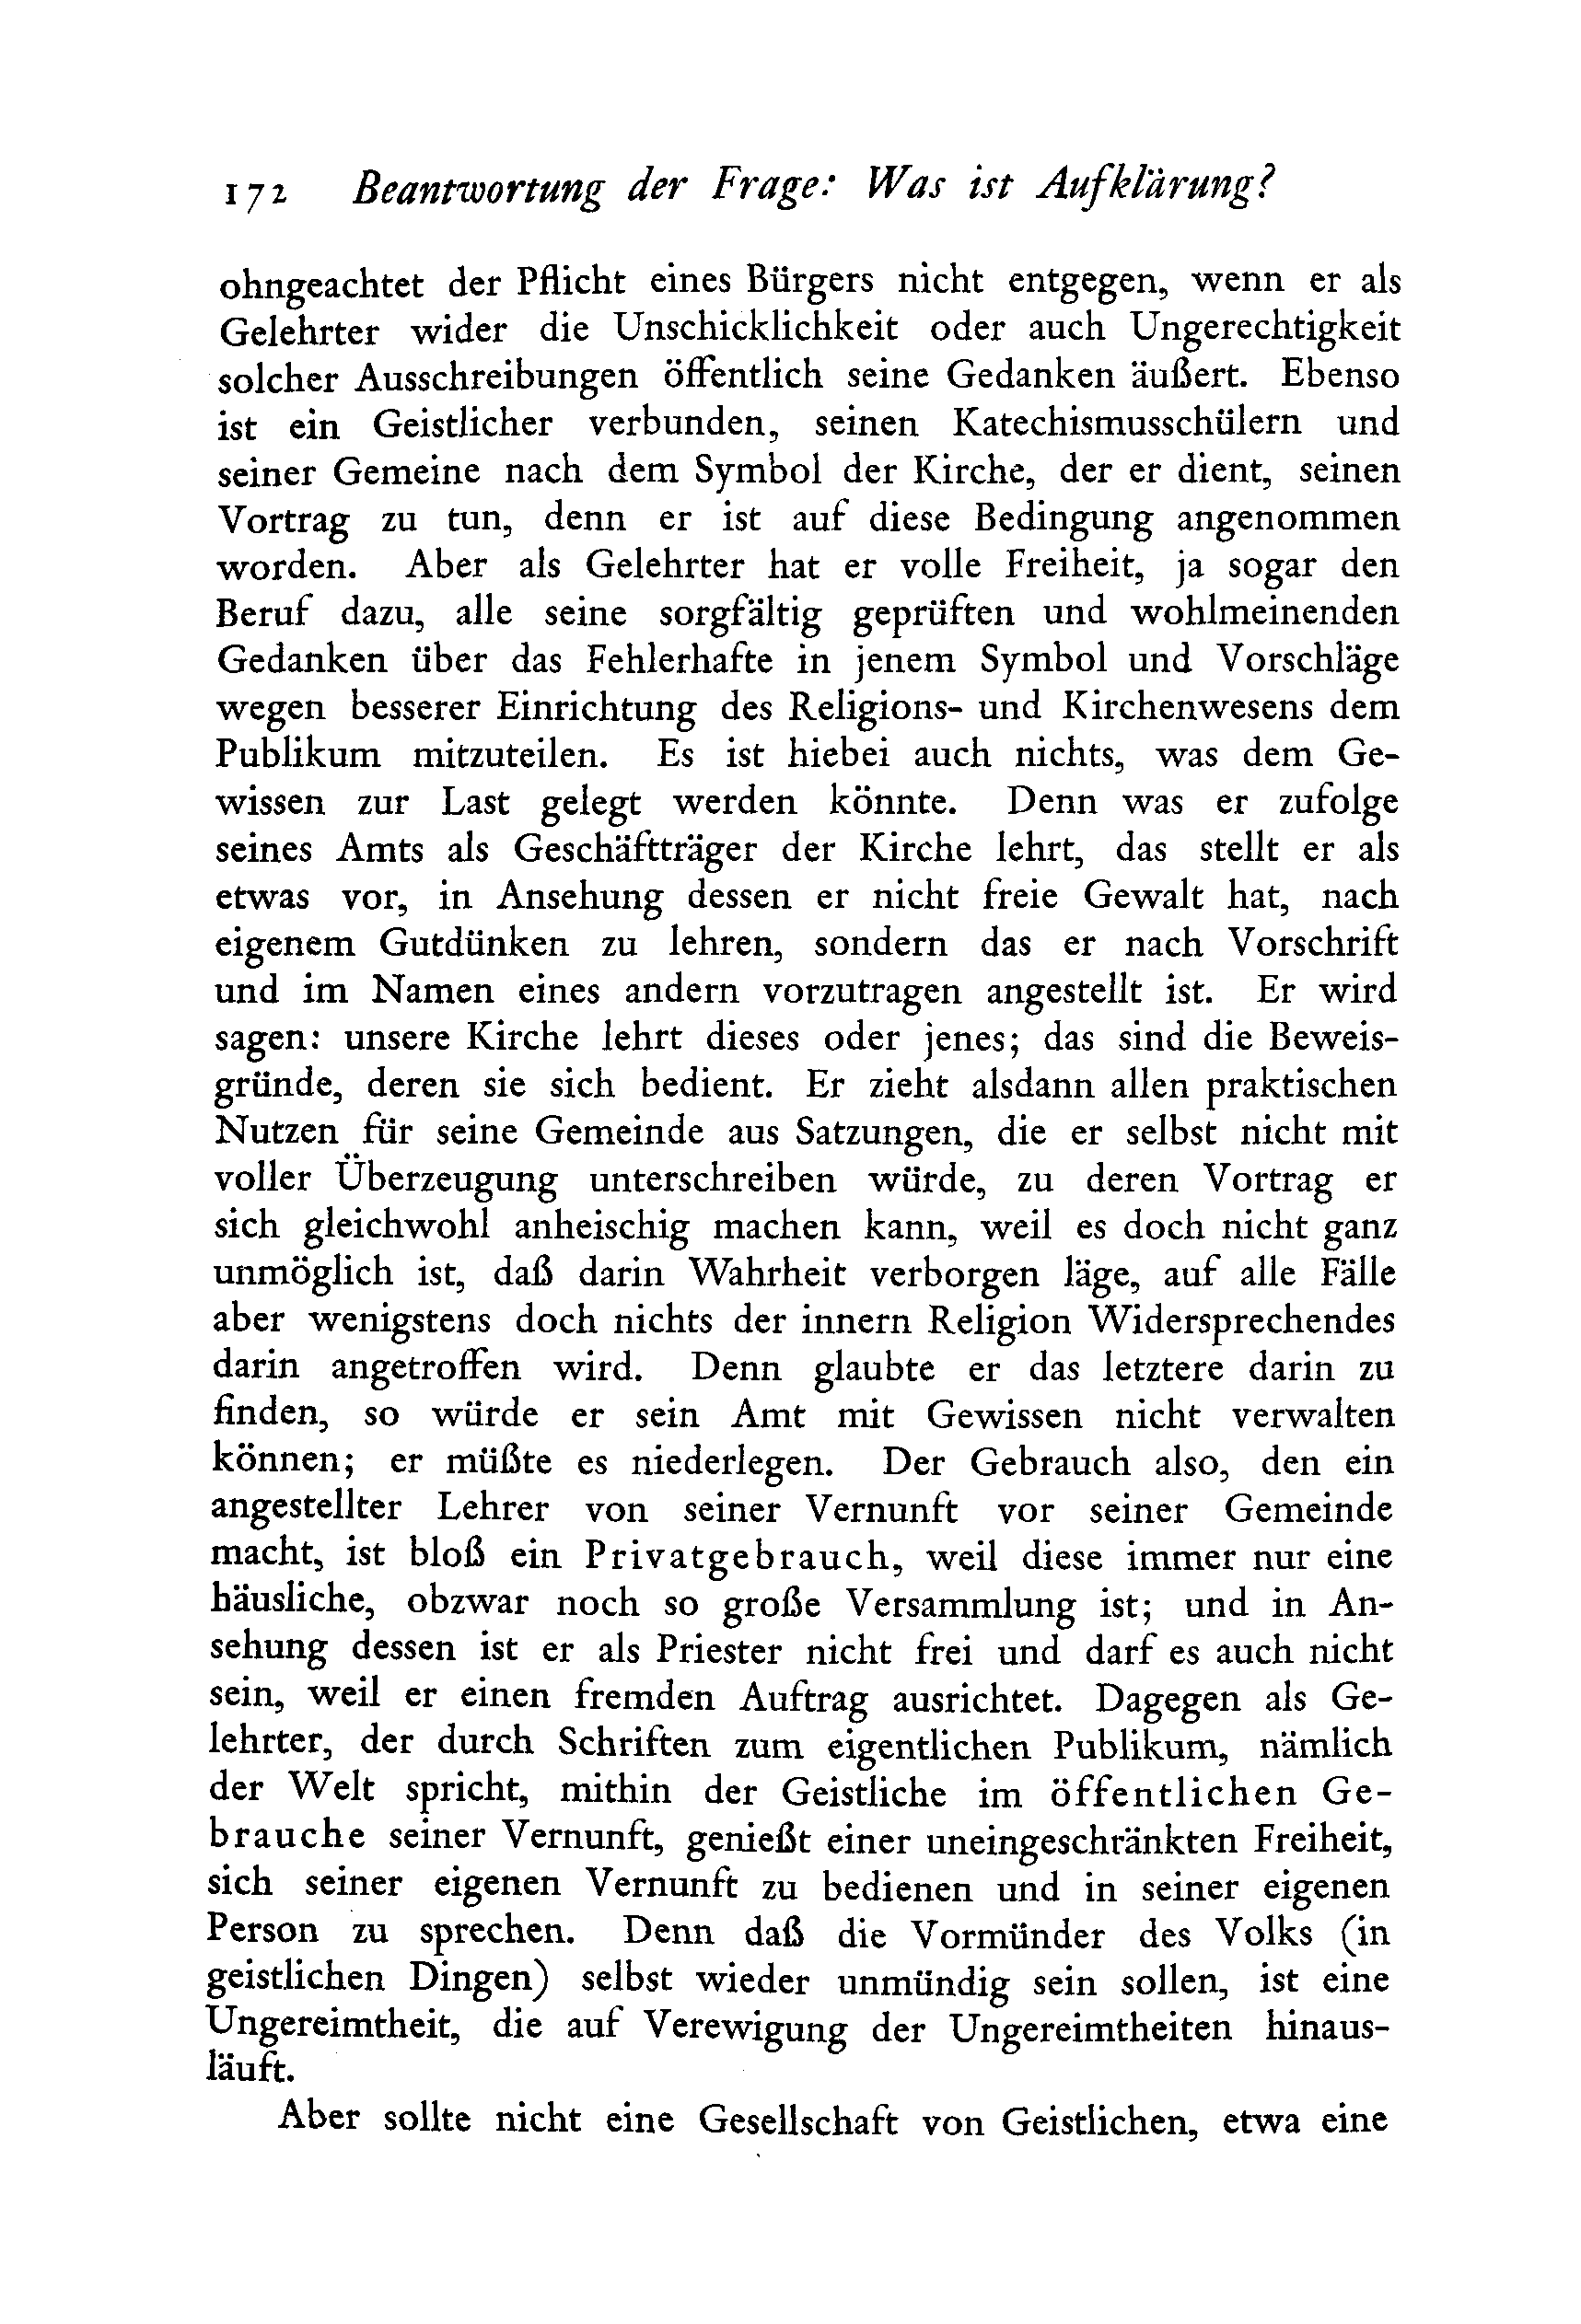 172 Beantwortung der Frage: Was ist Aufklärung?
ohngeachtet der Pflicht eines Bürgers nicht entgegen, wenn er als
Gelehrter wider die Unschicklichkeit oder auch Ungerechtigkeit
solcher Ausschreibungen öffentlich seine Gedanken äußert. Ebenso
ist ein Geistlicher verbunden, seinen Katechismusschülern und
seiner Gemeine nach dem Symbol der Kirche, der er dient, seinen
Vortrag zu tun, denn er ist auf diese Bedingung angenommen
worden. Aber als Gelehrter hat er volle Freiheit, ja sogar den
Beruf dazu, alle seine sorgfältig geprüften und wohlmeinenden
Gedanken über das Fehlerhafte in jenem Symbol und Vorschläge
wegen besserer Einrichtung des Religions- und Kirchenwesens dem
Publikum mitzuteilen. Es ist hiebei auch nichts, was dem Ge-
wissen zur Last gelegt werden könnte. Denn was er zufolge
seines Amts als Geschäftträger der Kirche lehrt, das stellt er als
etwas vor, in Ansehung dessen er nicht freie Gewalt hat, nach
eigenem Gutdünken zu lehren, sondern das er nach Vorschrift
und im Namen eines andern vorzutragen angestellt ist. Er wird
sagen: unsere Kirche lehrt dieses oder jenes; das sind die Beweis-
gründe, deren sie sich bedient. Er zieht alsdann allen praktischen
Nutzen für seine Gemeinde aus Satzungen, die er selbst nicht mit
voller Überzeugung unterschreiben würde, zu deren Vortrag er
sich gleichwohl anheischig machen kann, weil es doch nicht ganz
unmöglich ist, daß darin Wahrheit verborgen läge, auf alle Fälle
aber wenigstens doch nichts der innern Religion Widersprechendes
darin angetroffen wird. Denn glaubte er das letztere darin zu
finden, so würde er sein Amt mit Gewissen nicht verwalten
können; er müßte es niederlegen. Der Gebrauch also, den ein
angestellter Lehrer von seiner Vernunft vor seiner Gemeinde
macht, ist bloß ein Privatgebrauch, weil diese immer nur eine
häusliche, obzwar noch so große Versammlung ist; und in An-
sehung dessen ist er als Priester nicht frei und darf es auch nicht
sein, weil er einen fremden Auftrag ausrichtet. Dagegen als Ge-
lehrter, der durch Schriften zum eigentlichen Publikum, nämlich
der Welt spricht, mithin der Geistliche im öffentlichen Ge-
brauche seiner Vernunft, genießt einer uneingeschränkten Freiheit,
sich seiner eigenen Vernunft zu bedienen und in seiner eigenen
Person zu sprechen. Denn daß die Vormünder des Volks (in
geistlichen Dingen) selbst wieder unmündig sein sollen, ist eine
Ungereimtheit, die auf Verewigung der Ungereimtheiten hinaus-
läuft.
Aber sollte nicht eine Gesellschaft von Geistlichen, etwa eine